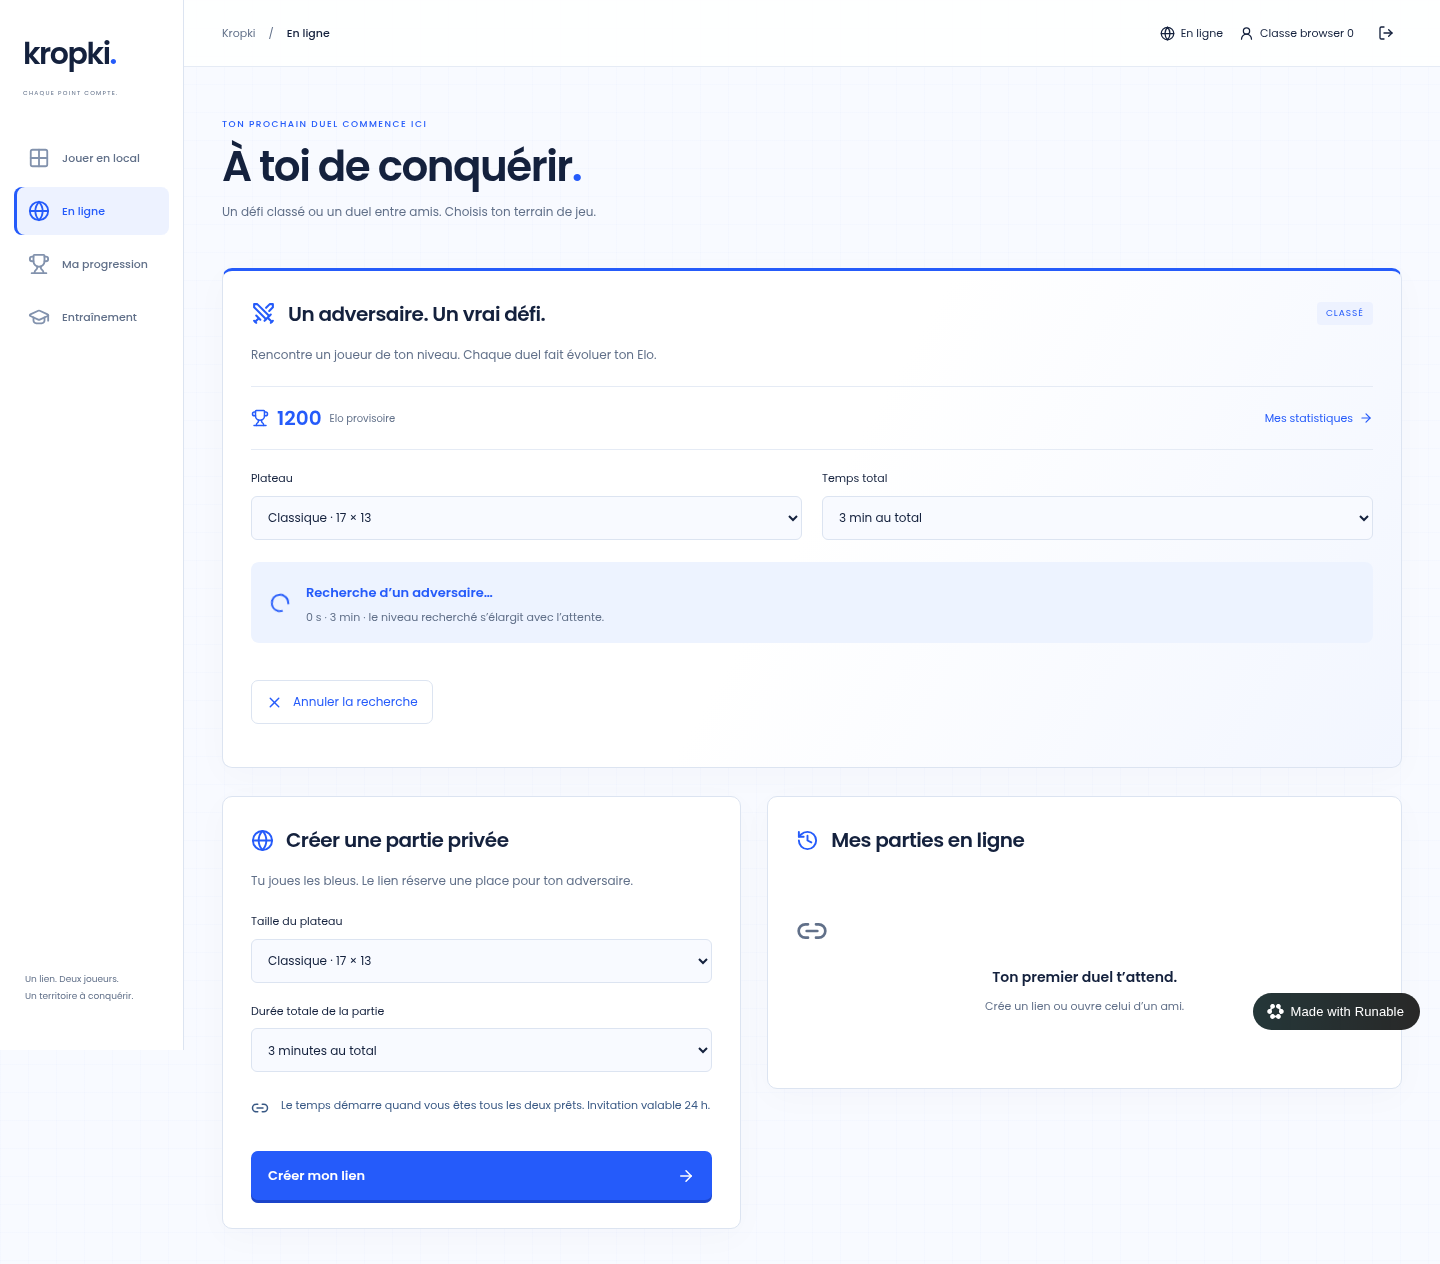 kropki.
CHAQUE POINT COMPTE.
Jouer en local
En ligne
Ma progression
Entraînement
Un lien. Deux joueurs.
Un territoire à conquérir.
Kropki / En ligne
En ligne
Classe browser 0
TON PROCHAIN DUEL COMMENCE ICI
À toi de conquérir.
Un défi classé ou un duel entre amis. Choisis ton terrain de jeu.
Un adversaire. Un vrai défi.
CLASSÉ
Rencontre un joueur de ton niveau. Chaque duel fait évoluer ton Elo.
1200 Elo provisoire
Mes statistiques
Plateau
Classique · 17 × 13
Temps total
3 min au total
Recherche d’un adversaire…
0 s · 3 min · le niveau recherché s’élargit avec l’attente.
Annuler la recherche
Créer une partie privée
Tu joues les bleus. Le lien réserve une place pour ton adversaire.
Taille du plateau
Classique · 17 × 13
Durée totale de la partie
3 minutes au total
Le temps démarre quand vous êtes tous les deux prêts. Invitation valable 24 h.
Créer mon lien
Mes parties en ligne
Ton premier duel t’attend.
Crée un lien ou ouvre celui d’un ami.
Made with Runable